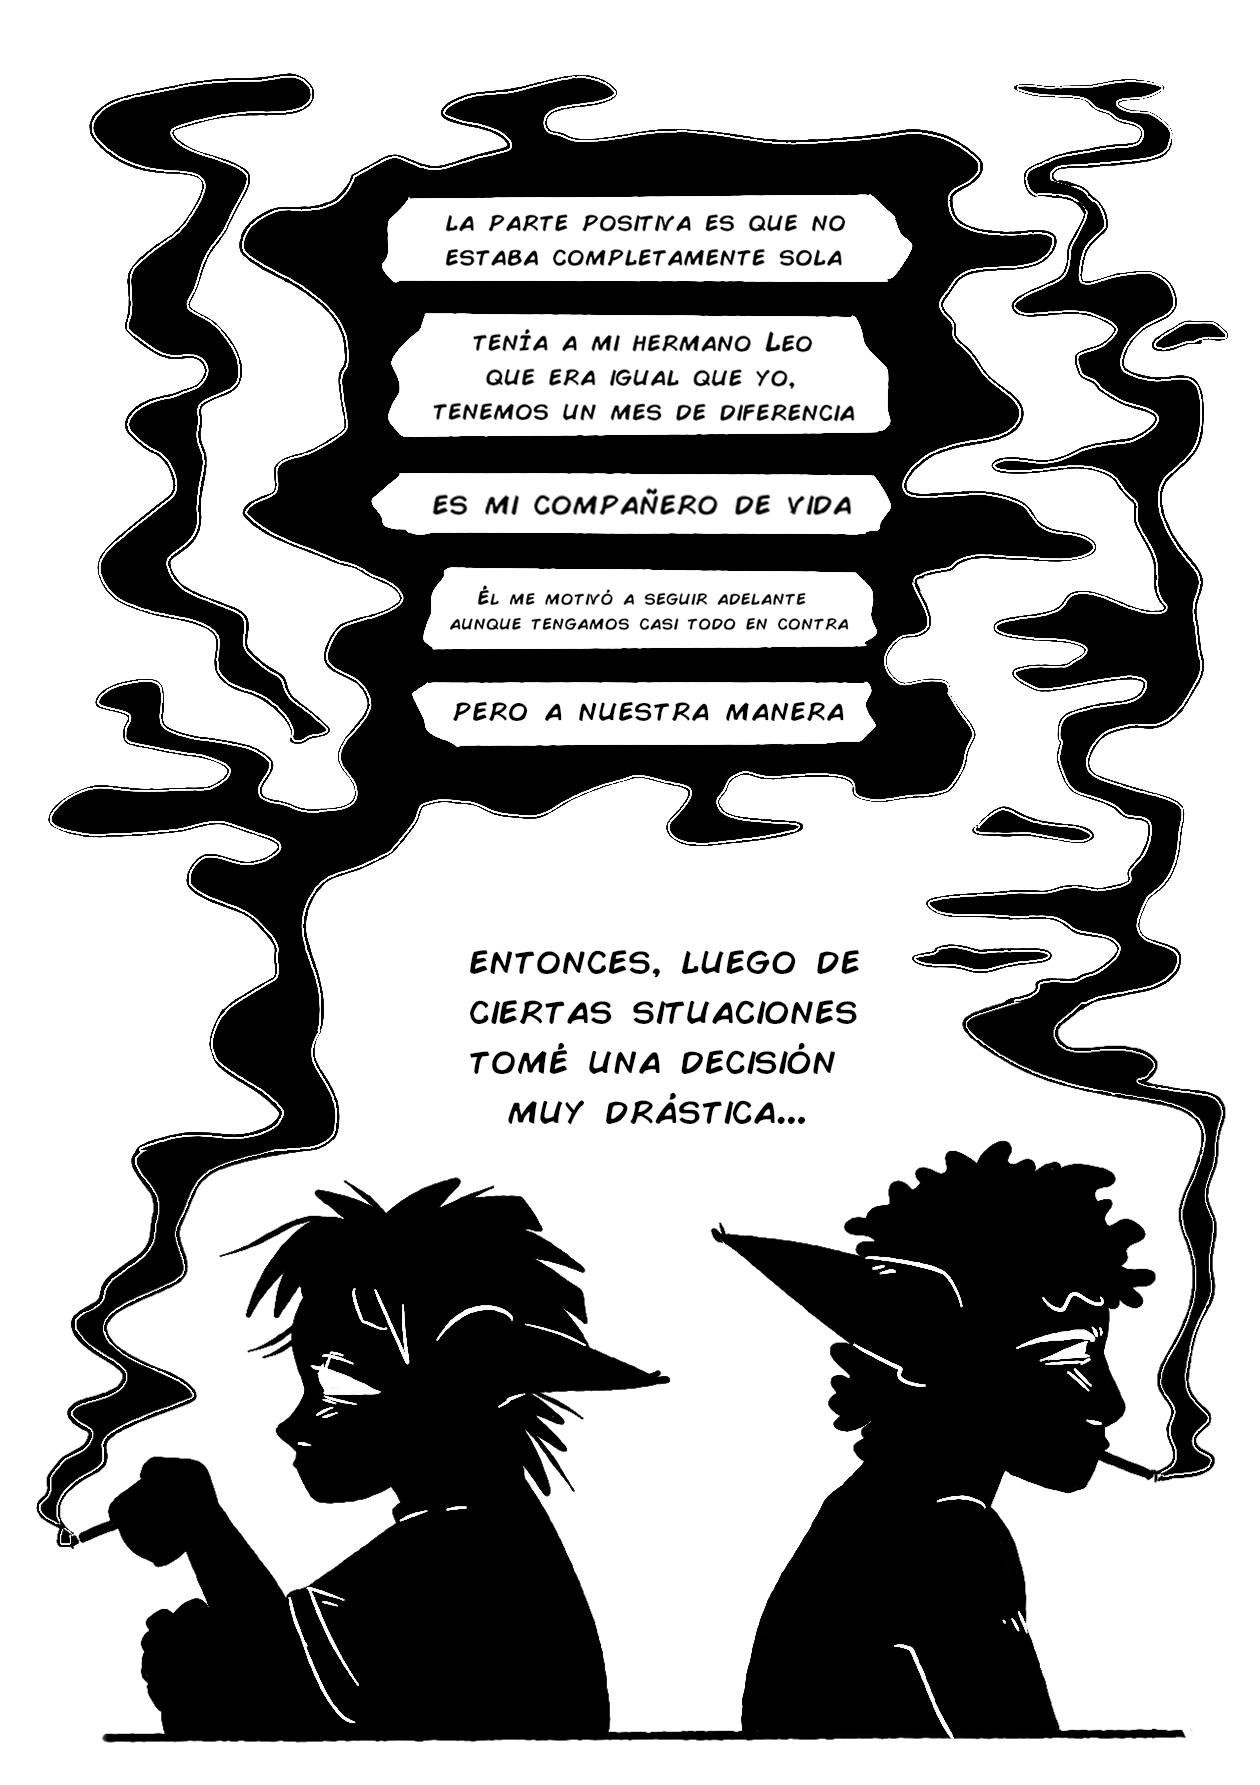 LA PARTE POSITIVA ES QUE NO
ESTABA COMPLETAMENTE SOLA
TENÍA A MI HERMANO LEO
QUE ERA IGUAL QUE YO,
TENEMOS UN MES DE DIFERENCIA
ES MI COMPAÑERO DE VIDA
ÉL ME MOTIVÓ A SEGUIR ADELANTE
AUNQUE TENGAMOS CASI TODO EN CONTRA
PERO A NUESTRA MANERA
ENTONCES, LUEGO DE
CIERTAS SITUACIONES
TOMÉ UNA DECISIÓN
MUY DRÁSTICA...